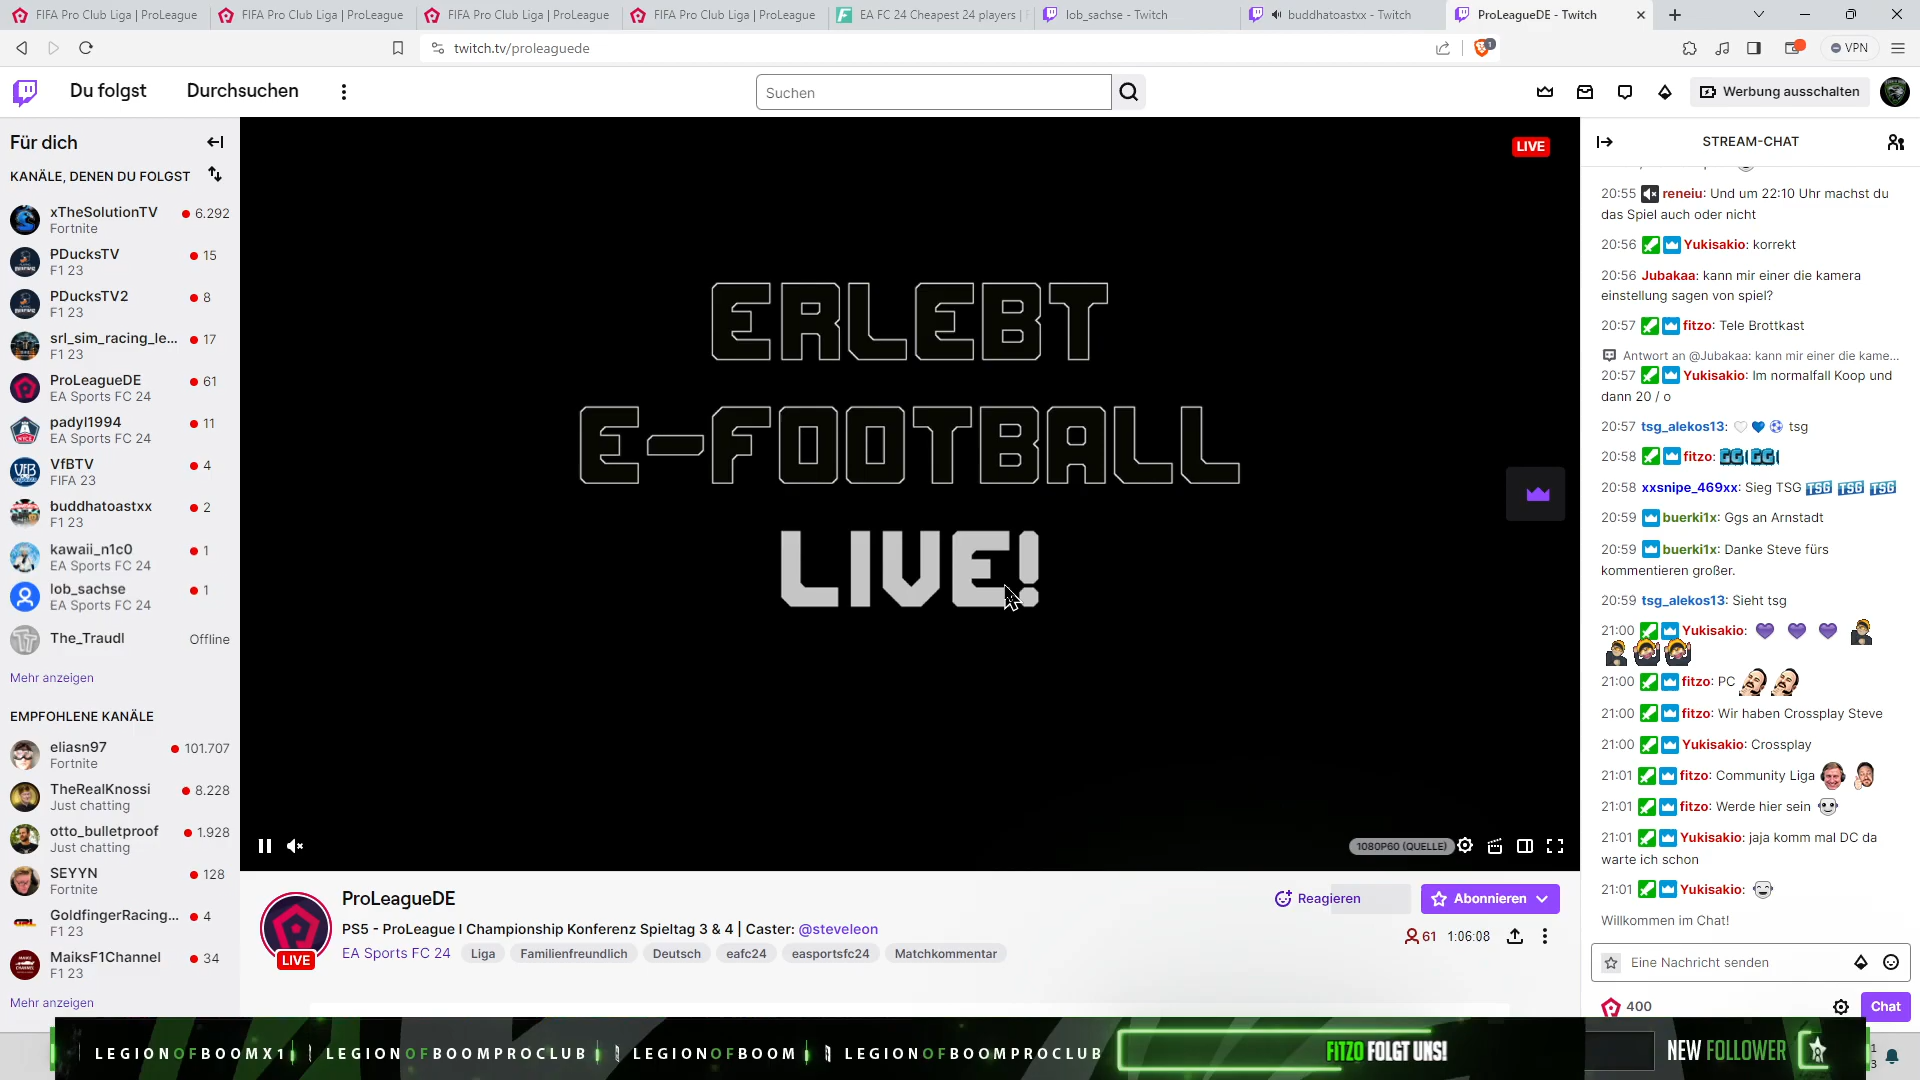 FIFA Pro Club Liga | ProLeague
FIFA Pro Club Liga | ProLeague
FIFA Pro Club Liga | ProLeague
FIFA Pro Club Liga | ProLeague
EA FC 24 Cheapest 24 players |
lob_sachse - Twitch
buddhatoastxx - Twitch
ProLeagueDE - Twitch
twitch.tv/proleaguede
1
VPN
Du folgst
Durchsuchen
Suchen
Werbung ausschalten
Für dich
KANÄLE, DENEN DU FOLGST
xTheSolutionTV 6.292
Fortnite
PDucksTV 15
F1 23
PDucksTV2 8
F1 23
srl_sim_racing_le... 17
F1 23
ProLeagueDE 61
EA Sports FC 24
padyl1994 11
EA Sports FC 24
VfBTV 4
FIFA 23
buddhatoastxx 2
F1 23
kawaii_n1c0 1
EA Sports FC 24
lob_sachse 1
EA Sports FC 24
The_Traudl Offline
Mehr anzeigen
EMPFOHLENE KANÄLE
eliasn97 101.707
Fortnite
TheRealKnossi 8.228
Just chatting
otto_bulletproof 1.928
Just chatting
SEYYN 128
Fortnite
GoldfingerRacing... 4
F1 23
MaiksF1Channel 34
F1 23
Mehr anzeigen
LIVE
ERLEBT
E-FOOTBALL
LIVE!
1080P60 (QUELLE)
LIVE
ProLeagueDE
Reagieren
Abonnieren
PS5 - ProLeague I Championship Konferenz Spieltag 3 & 4 | Caster: @steveleon
61 1:06:08
EA Sports FC 24 Liga Familienfreundlich Deutsch eafc24 easportsfc24 Matchkommentar
STREAM-CHAT
20:55 reneiu: Und um 22:10 Uhr machst du
das Spiel auch oder nicht
20:56 Yukisakio: korrekt
20:56 Jubakaa: kann mir einer die kamera
einstellung sagen von spiel?
20:57 fitzo: Tele Brottkast
Antwort an @Jubakaa: kann mir einer die kame...
20:57 Yukisakio: Im normalfall Koop und
dann 20 / o
20:57 tsg_alekos13: tsg
20:58 fitzo: GG GG
20:58 xxsnipe_469xx: Sieg TSG TSG TSG TSG
20:59 buerki1x: Ggs an Arnstadt
20:59 buerki1x: Danke Steve fürs
kommentieren großer.
20:59 tsg_alekos13: Sieht tsg
21:00 Yukisakio:
21:00 fitzo: PC
21:00 fitzo: Wir haben Crossplay Steve
21:00 Yukisakio: Crossplay
21:01 fitzo: Community Liga
21:01 fitzo: Werde hier sein
21:01 Yukisakio: jaja komm mal DC da
warte ich schon
21:01 Yukisakio:
Willkommen im Chat!
Eine Nachricht senden
400
Chat
LEGIONOFBOOMX1 LEGIONOFBOOMPROCLUB LEGIONOFBOOM LEGIONOFBOOMPROCLUB
FITZO FOLGT UNS!
NEW FOLLOWER